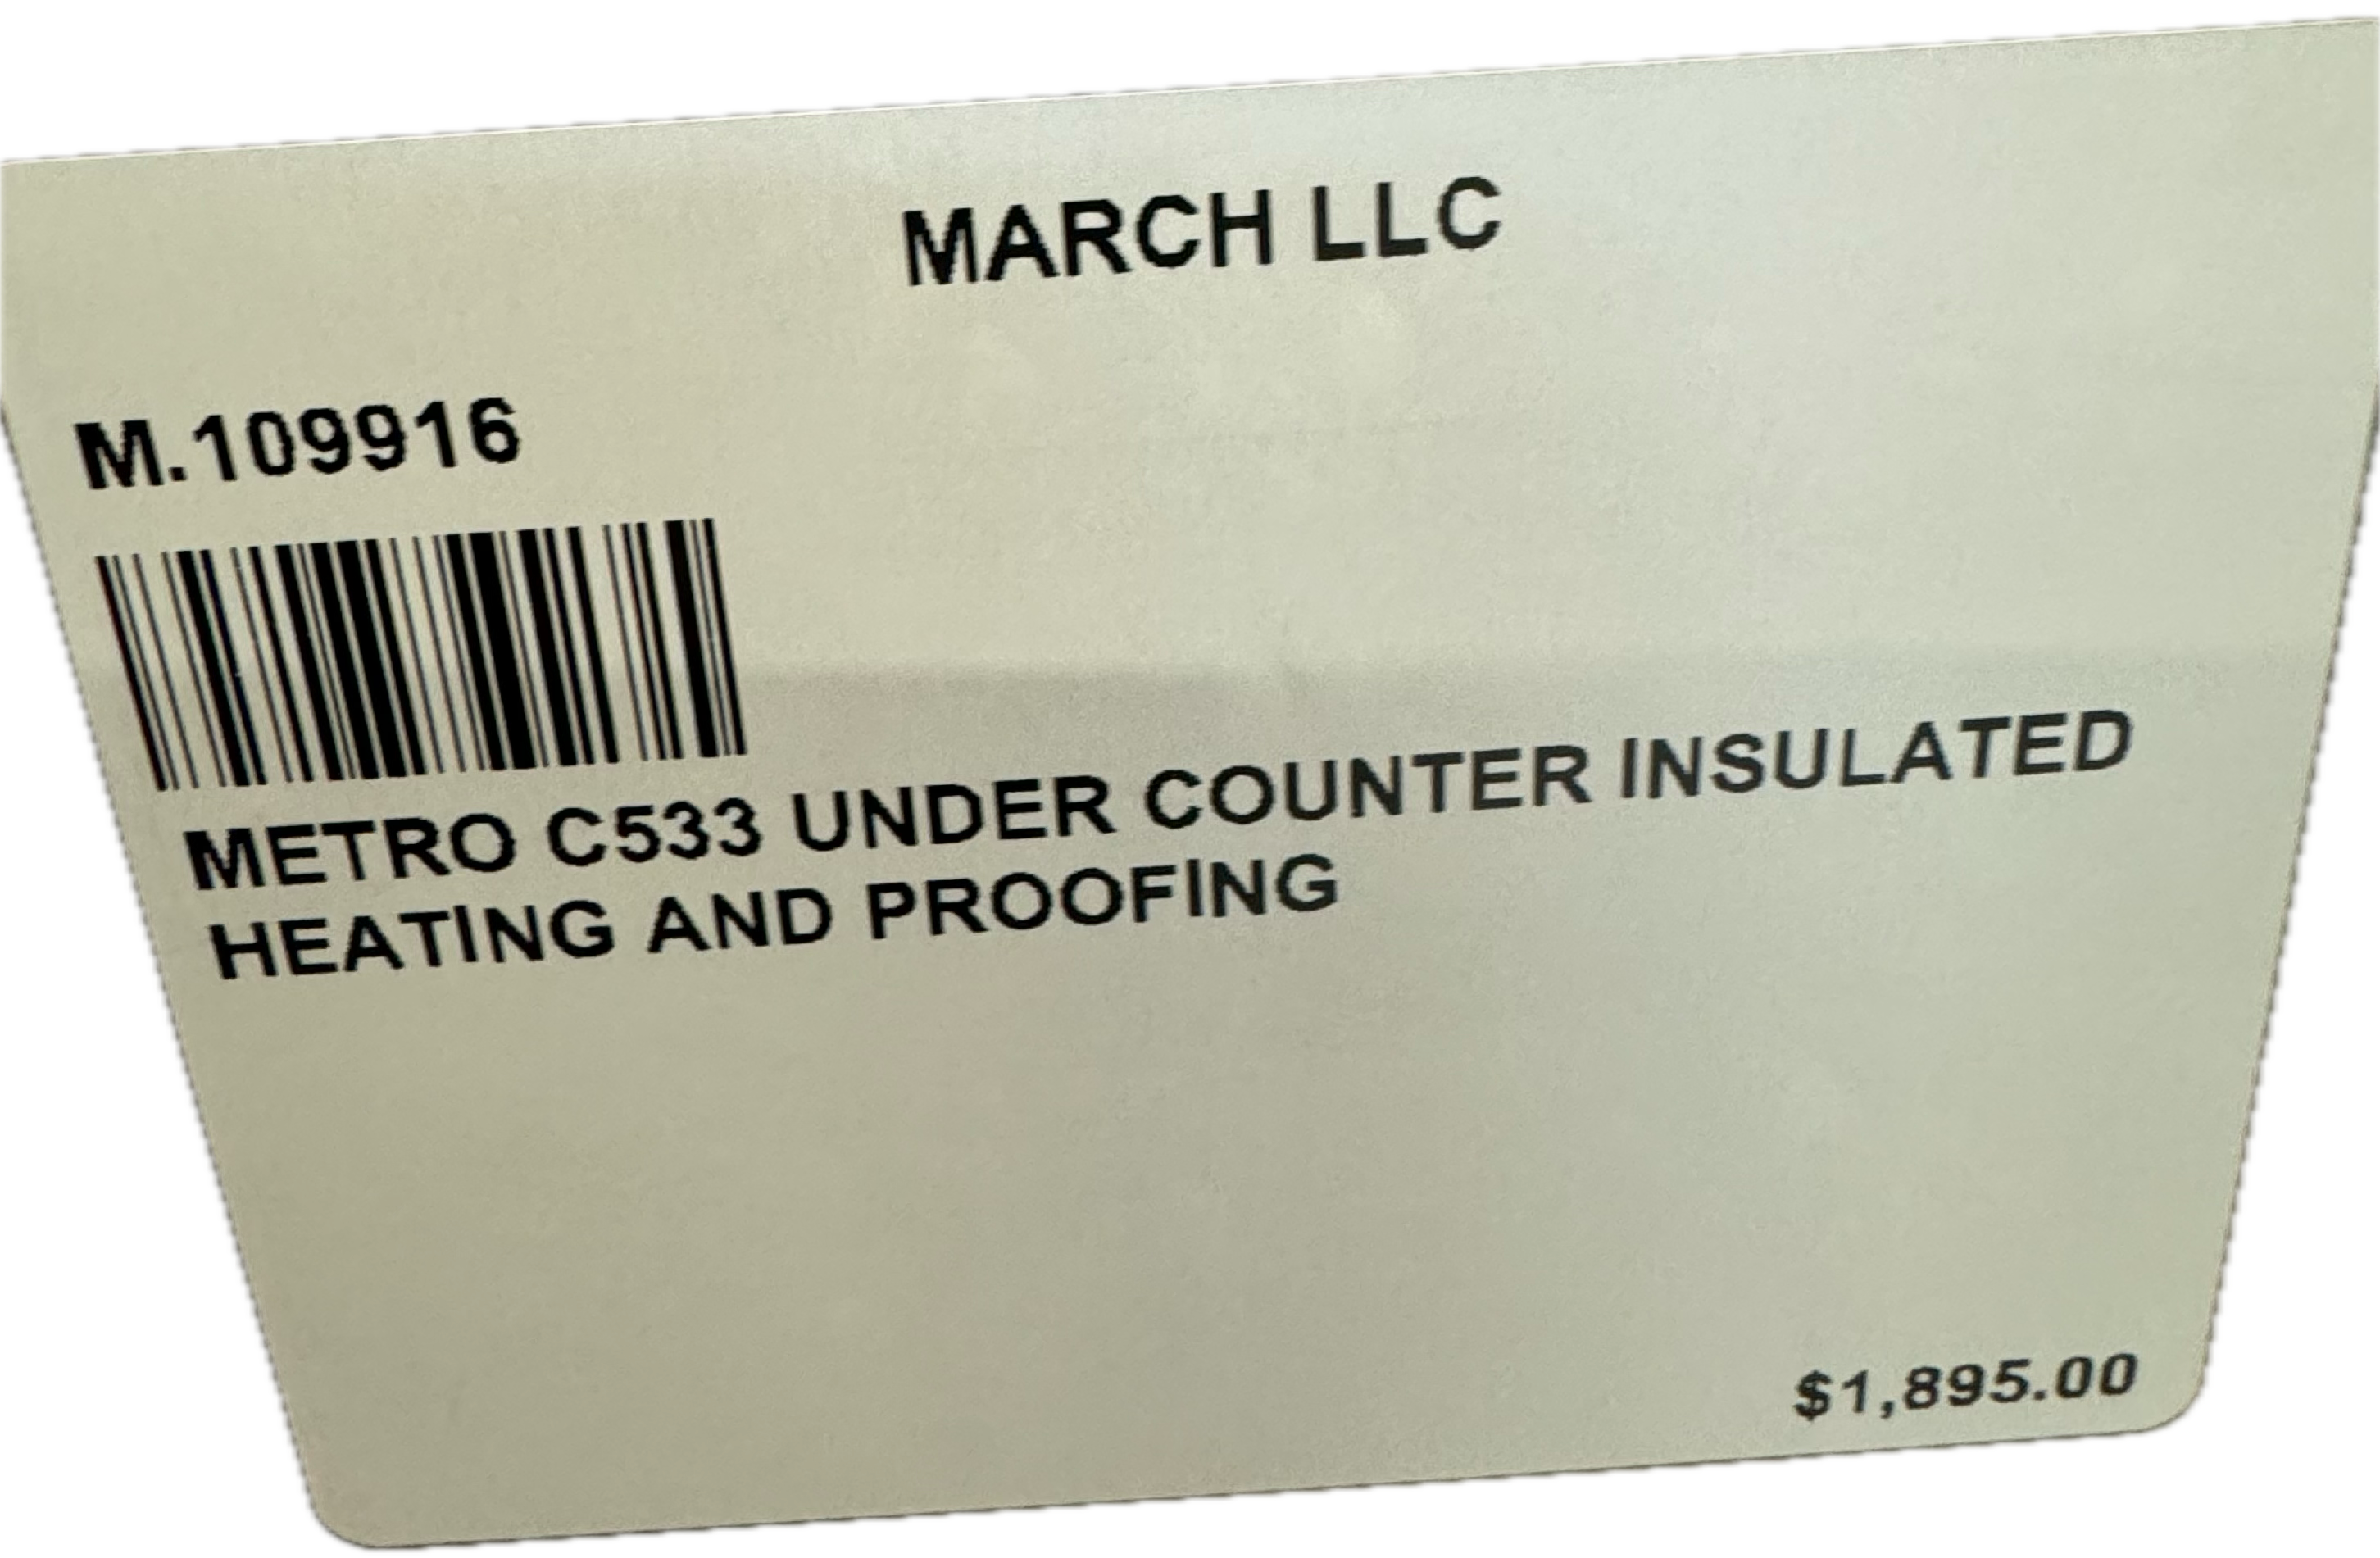 MARCH LLC
M.109916
METRO C533 UNDER COUNTER INSULATED
HEATING AND PROOFING
$1,895.00